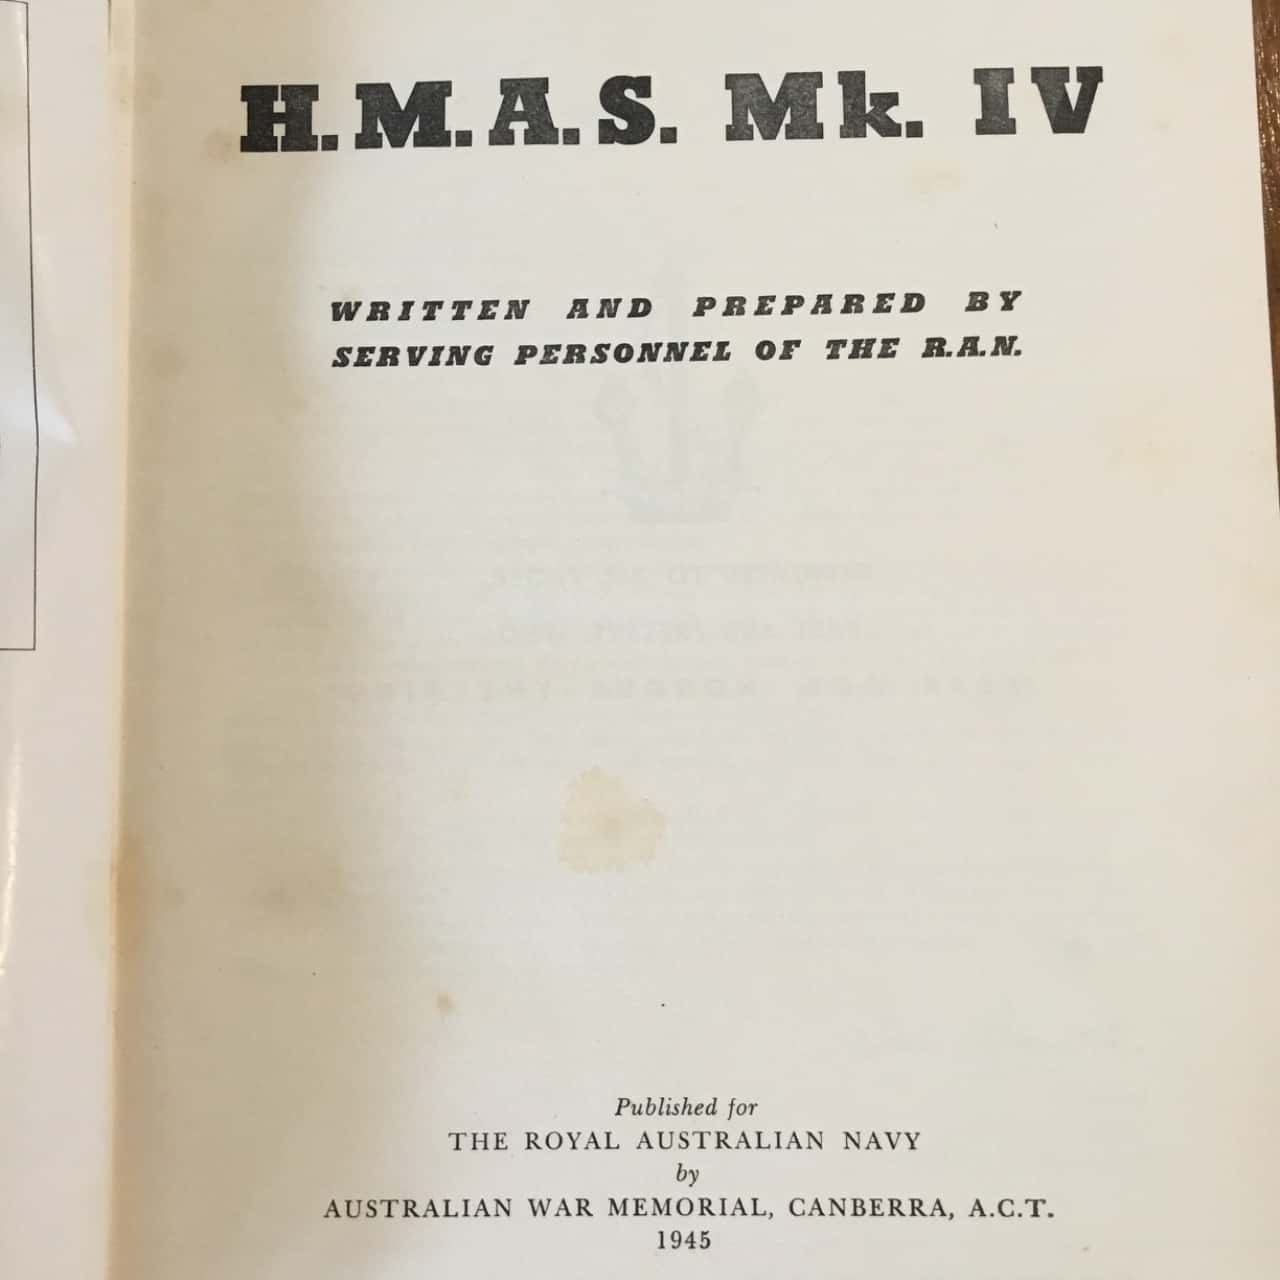 H.M.A.S. Mk. IV
WRITTEN AND PREPARED BY
SERVING PERSONNEL OF THE R.A.N.
Published for
THE ROYAL AUSTRALIAN NAVY
by
AUSTRALIAN WAR MEMORIAL, CANBERRA, A.C.T.
1945